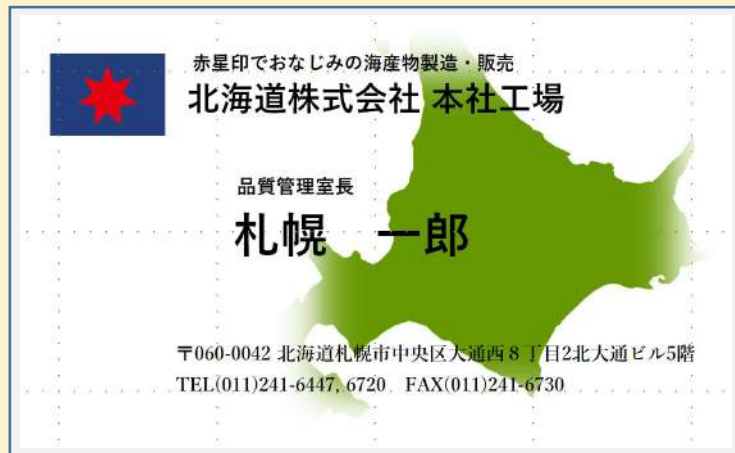 赤星印でおなじみの海産物製造・販売
北海道株式会社 本社工場
品質管理室長
札幌　一郎
〒060-0042 北海道札幌市中央区大通西８丁目2北大通ビル5階
TEL(011)241-6447, 6720　FAX(011)241-6730